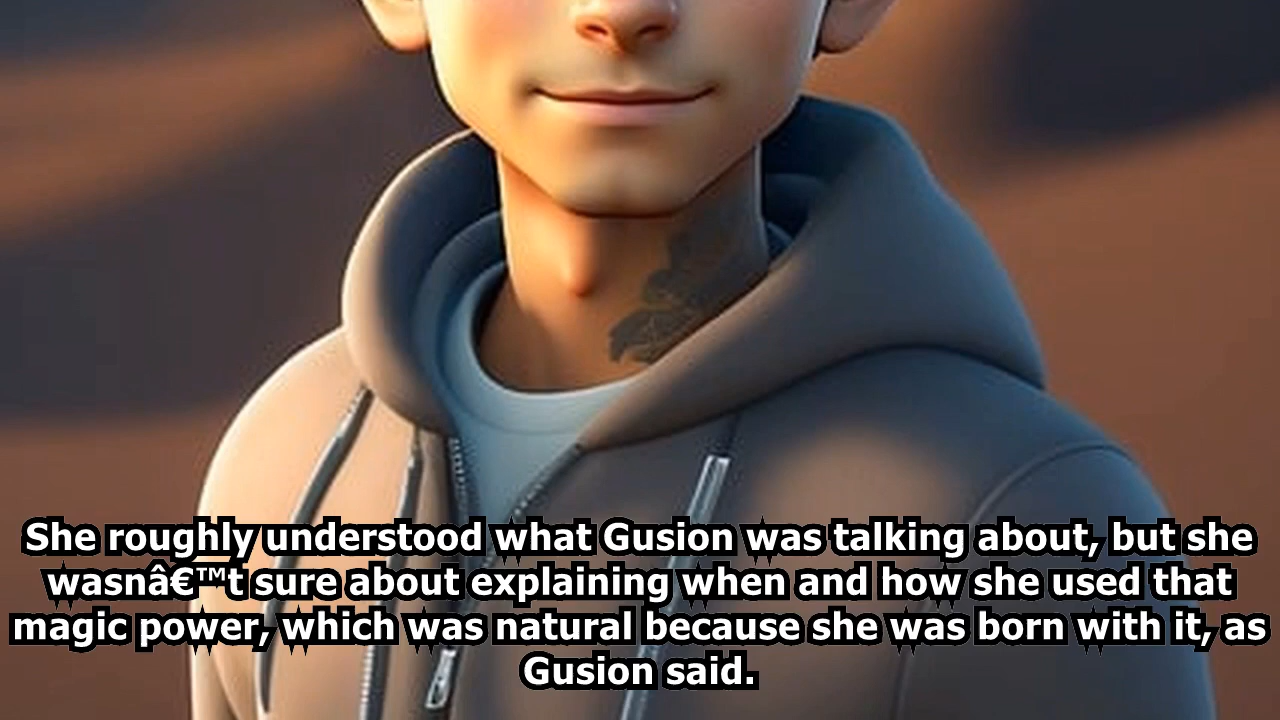 She roughly understood what Gusion was talking about, but she
wasnâ€™t sure about explaining when and how she used that
magic power, which was natural because she was born with it, as
Gusion said.